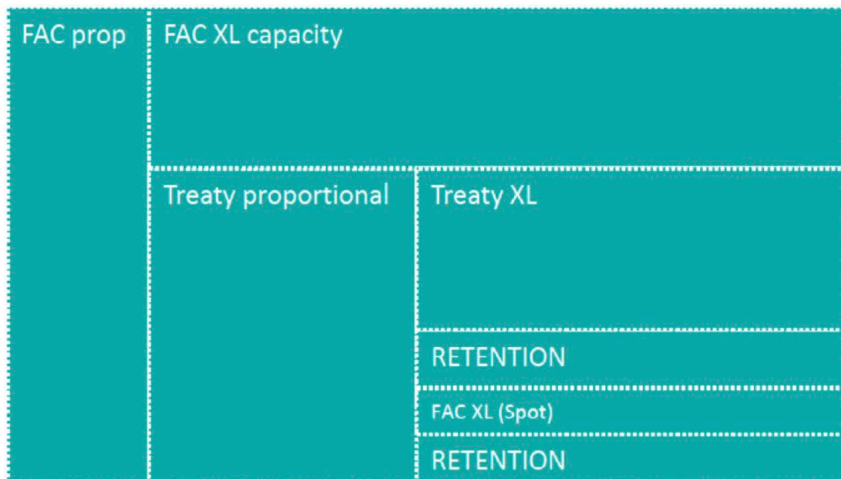 FAC prop
FAC XL capacity
Treaty proportional
Treaty XL
RETENTION
FAC XL (Spot)
RETENTION